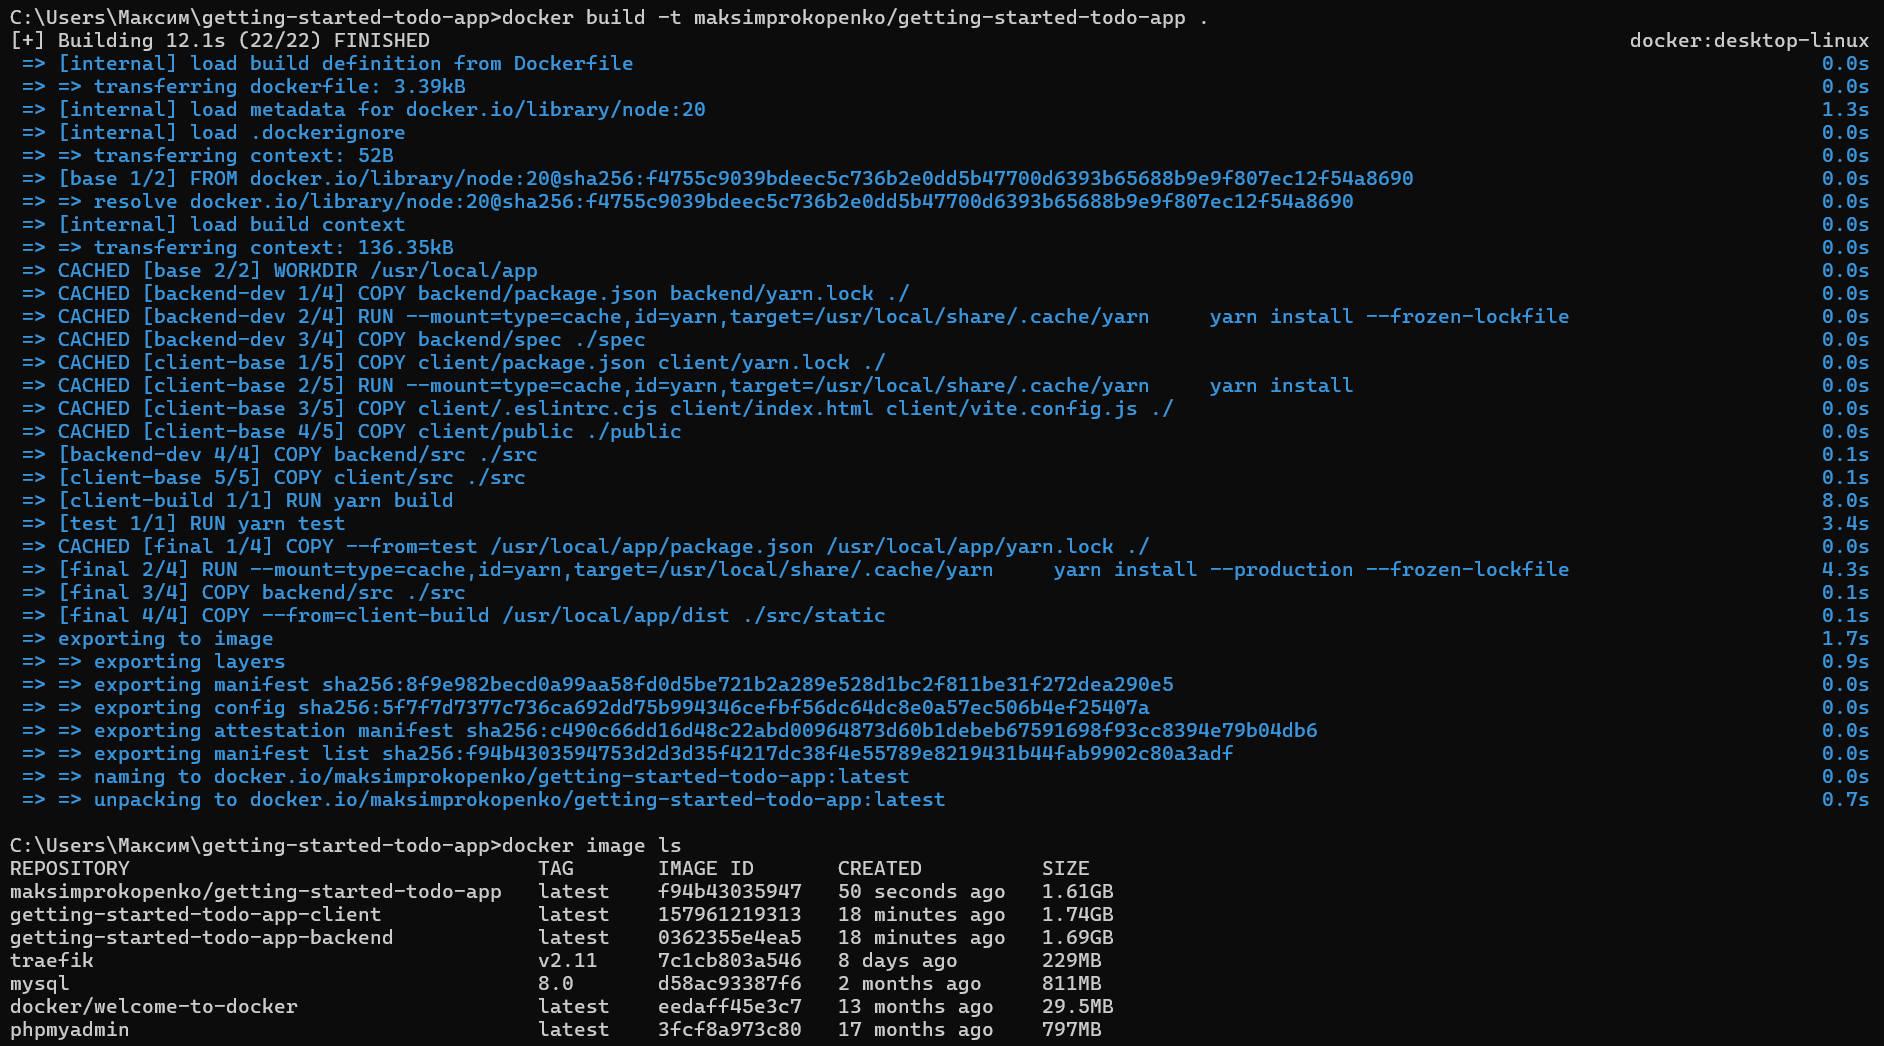 C:\Users\Максим\getting-started-todo-app>docker build -t maksimprokopenko/getting-started-todo-app .
[+] Building 12.1s (22/22) FINISHED docker:desktop-linux
=> [internal] load build definition from Dockerfile 0.0s
=> => transferring dockerfile: 3.39kB 0.0s
=> [internal] load metadata for docker.io/library/node:20 1.3s
=> [internal] load .dockerignore 0.0s
=> => transferring context: 52B 0.0s
=> [base 1/2] FROM docker.io/library/node:20@sha256:f4755c9039bdeec5c736b2e0dd5b47700d6393b65688b9e9f807ec12f54a8690 0.0s
=> => resolve docker.io/library/node:20@sha256:f4755c9039bdeec5c736b2e0dd5b47700d6393b65688b9e9f807ec12f54a8690 0.0s
=> [internal] load build context 0.0s
=> => transferring context: 136.35kB 0.0s
=> CACHED [base 2/2] WORKDIR /usr/local/app 0.0s
=> CACHED [backend-dev 1/4] COPY backend/package.json backend/yarn.lock ./ 0.0s
=> CACHED [backend-dev 2/4] RUN --mount=type=cache,id=yarn,target=/usr/local/share/.cache/yarn     yarn install --frozen-lockfile 0.0s
=> CACHED [backend-dev 3/4] COPY backend/spec ./spec 0.0s
=> CACHED [client-base 1/5] COPY client/package.json client/yarn.lock ./ 0.0s
=> CACHED [client-base 2/5] RUN --mount=type=cache,id=yarn,target=/usr/local/share/.cache/yarn     yarn install 0.0s
=> CACHED [client-base 3/5] COPY client/.eslintrc.cjs client/index.html client/vite.config.js ./ 0.0s
=> CACHED [client-base 4/5] COPY client/public ./public 0.0s
=> [backend-dev 4/4] COPY backend/src ./src 0.1s
=> [client-base 5/5] COPY client/src ./src 0.1s
=> [client-build 1/1] RUN yarn build 8.0s
=> [test 1/1] RUN yarn test 3.4s
=> CACHED [final 1/4] COPY --from=test /usr/local/app/package.json /usr/local/app/yarn.lock ./ 0.0s
=> [final 2/4] RUN --mount=type=cache,id=yarn,target=/usr/local/share/.cache/yarn     yarn install --production --frozen-lockfile 4.3s
=> [final 3/4] COPY backend/src ./src 0.1s
=> [final 4/4] COPY --from=client-build /usr/local/app/dist ./src/static 0.1s
=> exporting to image 1.7s
=> => exporting layers 0.9s
=> => exporting manifest sha256:8f9e982becd0a99aa58fd0d5be721b2a289e528d1bc2f811be31f272dea290e5 0.0s
=> => exporting config sha256:5f7f7d7377c736ca692dd75b994346cefbf56dc64dc8e0a57ec506b4ef25407a 0.0s
=> => exporting attestation manifest sha256:c490c66dd16d48c22abd00964873d60b1debeb67591698f93cc8394e79b04db6 0.0s
=> => exporting manifest list sha256:f94b4303594753d2d3d35f4217dc38f4e55789e8219431b44fab9902c80a3adf 0.0s
=> => naming to docker.io/maksimprokopenko/getting-started-todo-app:latest 0.0s
=> => unpacking to docker.io/maksimprokopenko/getting-started-todo-app:latest 0.7s
C:\Users\Максим\getting-started-todo-app>docker image ls
REPOSITORY TAG IMAGE ID CREATED SIZE
maksimprokopenko/getting-started-todo-app latest f94b43035947 50 seconds ago 1.61GB
getting-started-todo-app-client latest 157961219313 18 minutes ago 1.74GB
getting-started-todo-app-backend latest 0362355e4ea5 18 minutes ago 1.69GB
traefik v2.11 7c1cb803a546 8 days ago 229MB
mysql 8.0 d58ac93387f6 2 months ago 811MB
docker/welcome-to-docker latest eedaff45e3c7 13 months ago 29.5MB
phpmyadmin latest 3fcf8a973c80 17 months ago 797MB